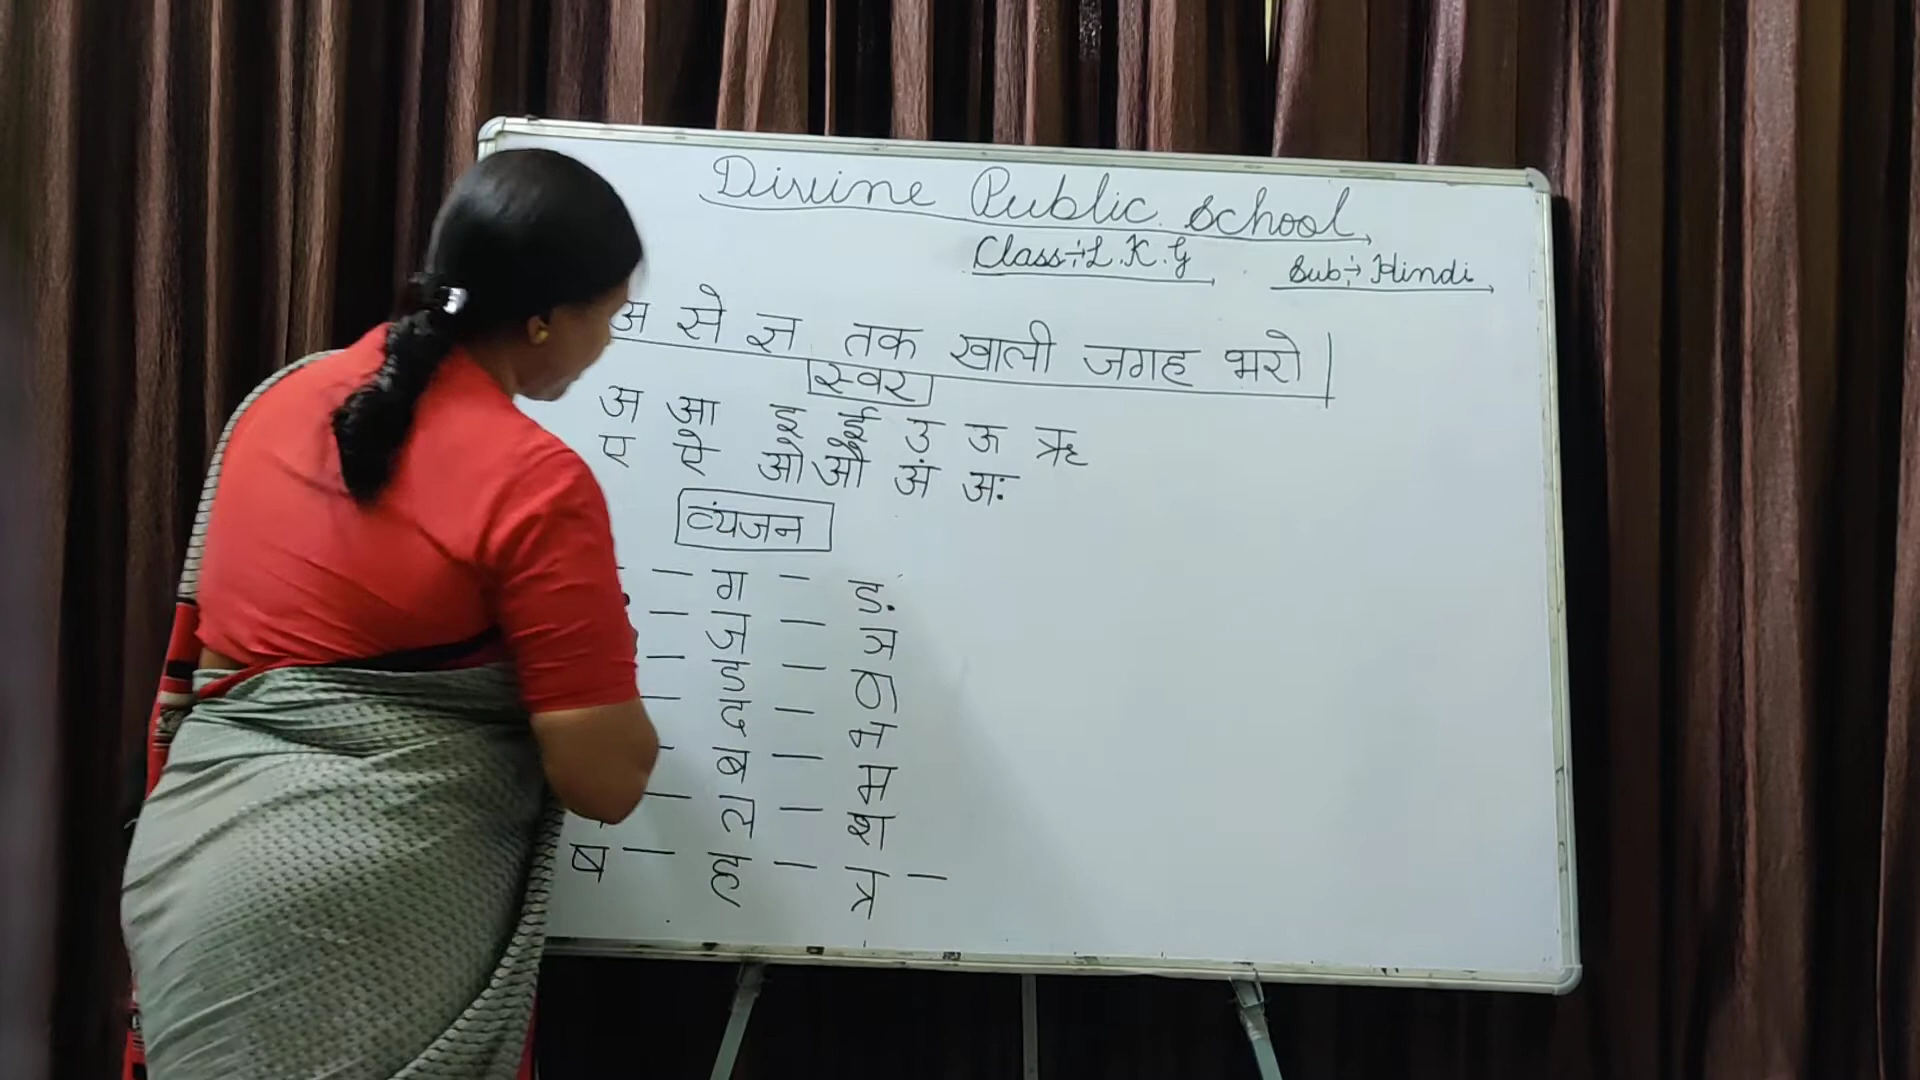 Divine Public School
Class:- L.K.G Sub:- Hindi
अ से ज्ञ तक खाली जगह भरो|
स्वर
अ आ इ ई उ ऊ ऋ
ए ऐ ओ औ अं अः
व्यंजन
— ग — ङ
— ज — ञ
— ड — ण
— द — न
— ब — म
— ल — श
ष — ह — त्र —